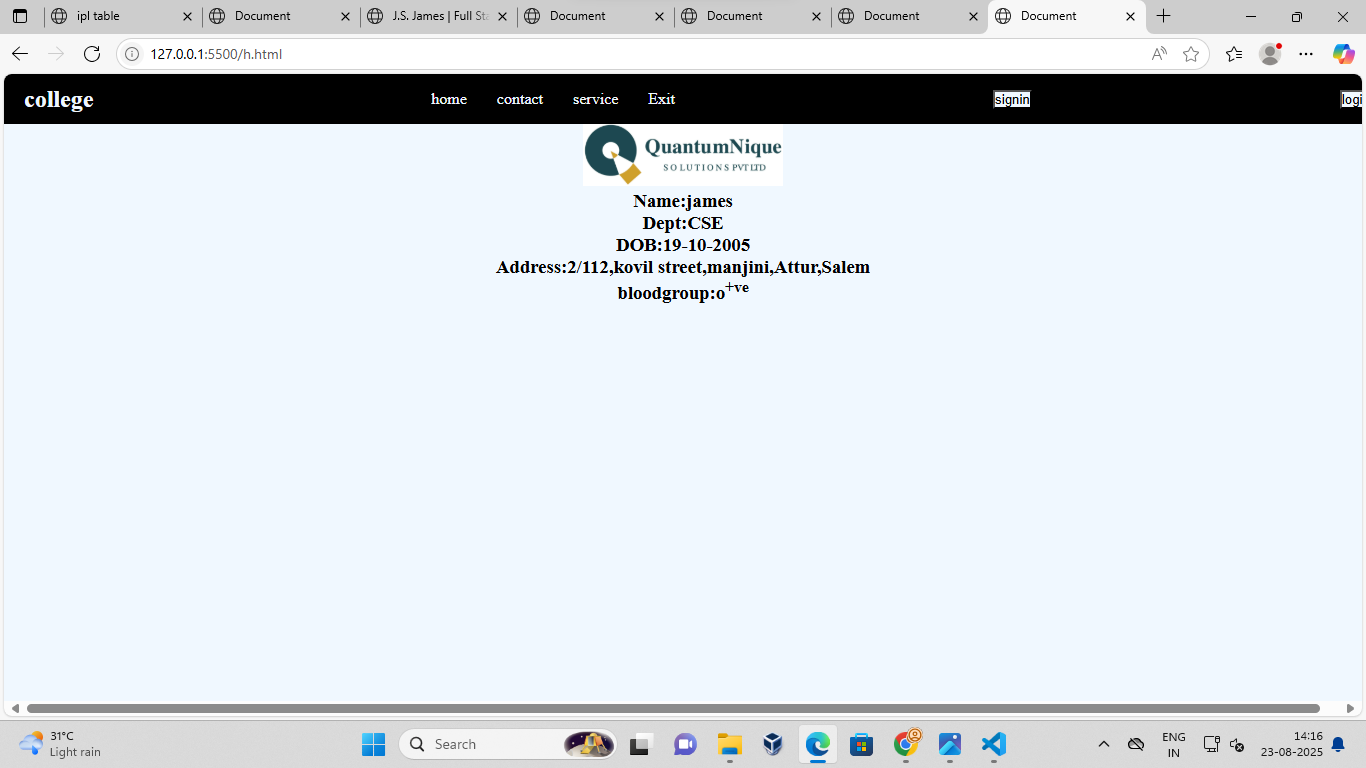 ipl table
Document
J.S. James | Full Sta
Document
Document
Document
Document
127.0.0.1:5500/h.html
college home contact service Exit signin logi
QuantumNique
SOLUTIONS PVT LTD
Name:james
Dept:CSE
DOB:19-10-2005
Address:2/112,kovil street,manjini,Attur,Salem
bloodgroup:o+ve
31°C
Light rain
Search
ENG
IN
14:16
23-08-2025